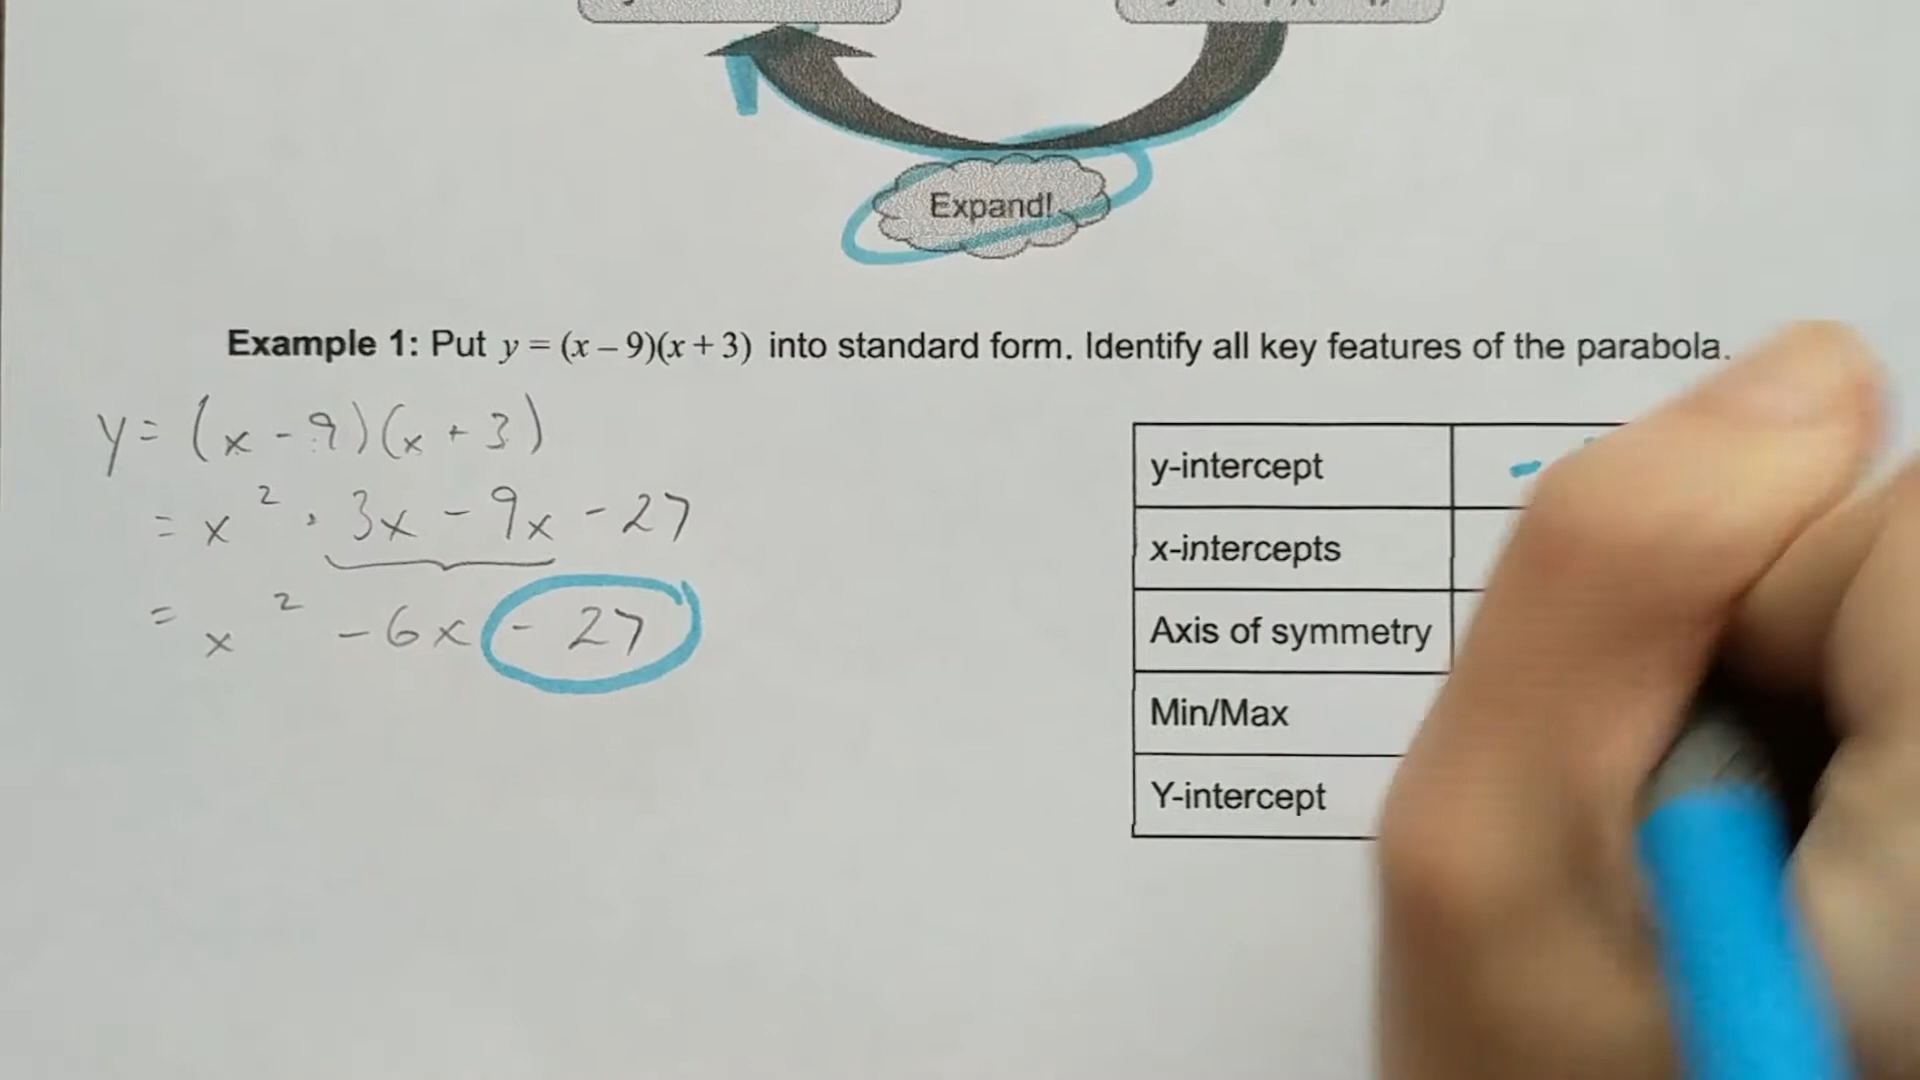 Expand!
Example 1: Put y = (x – 9)(x + 3) into standard form. Identify all key features of the parabola.
y = (x - 9)(x + 3)
= x² + 3x - 9x - 27
= x² - 6x - 27
y-intercept -
x-intercepts
Axis of symmetry
Min/Max
Y-intercept